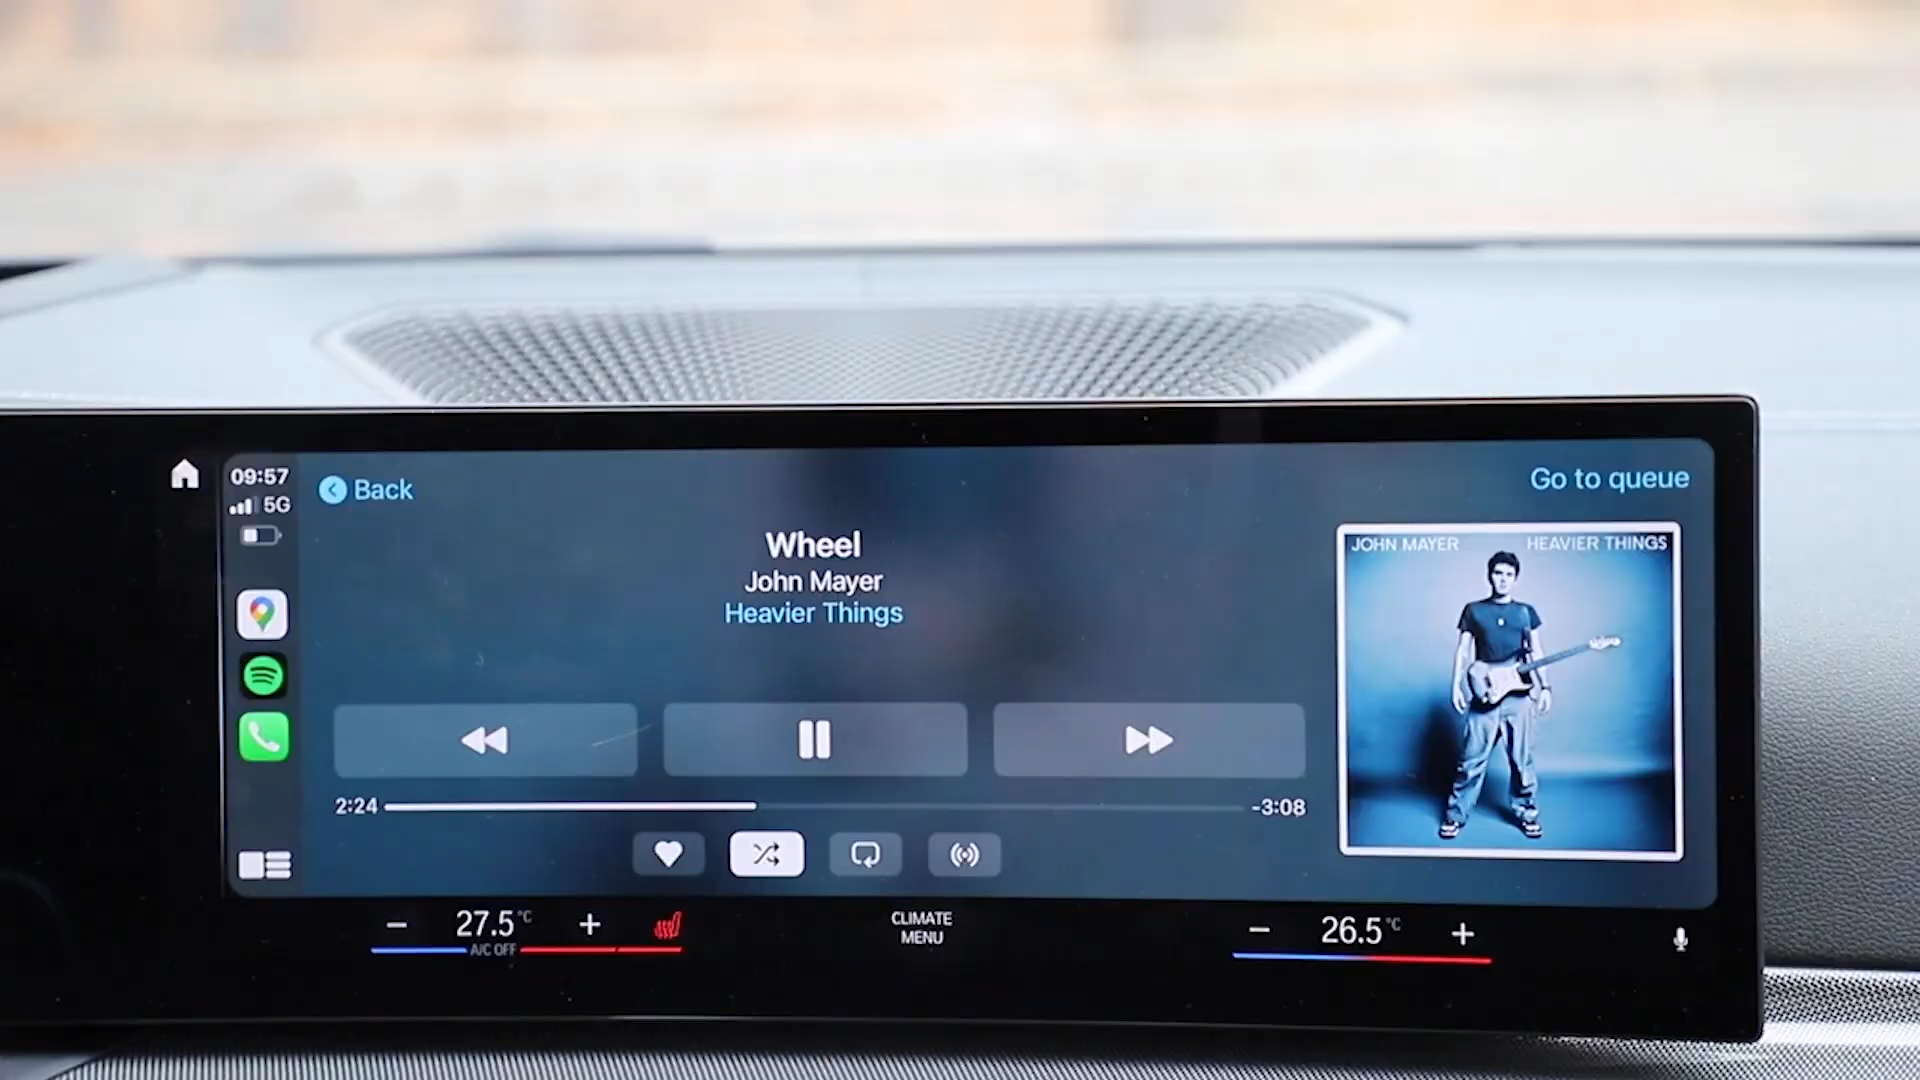 09:57
5G
Back
Go to queue
Wheel
John Mayer
Heavier Things
JOHN MAYER HEAVIER THINGS
2:24
-3:08
27.5°C
A/C OFF
CLIMATE
MENU
26.5°C